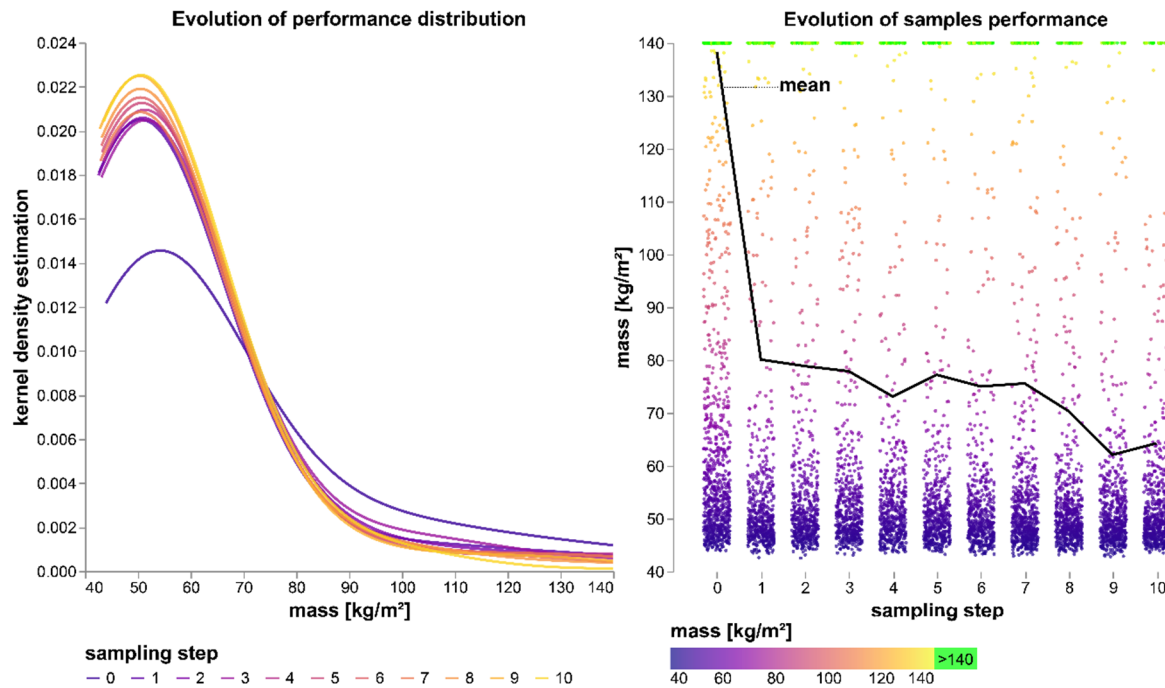 Evolution of performance distribution
kernel density estimation
0.024
0.022
0.020
0.018
0.016
0.014
0.012
0.010
0.008
0.006
0.004
0.002
0.000
40 50 60 70 80 90 100 110 120 130 140
mass [kg/m²]
sampling step
0 1 2 3 4 5 6 7 8 9 10
Evolution of samples performance
mass [kg/m²]
140
130
120
110
100
90
80
70
60
50
40
mean
0 1 2 3 4 5 6 7 8 9 10
sampling step
mass [kg/m²]
>140
40 60 80 100 120 140